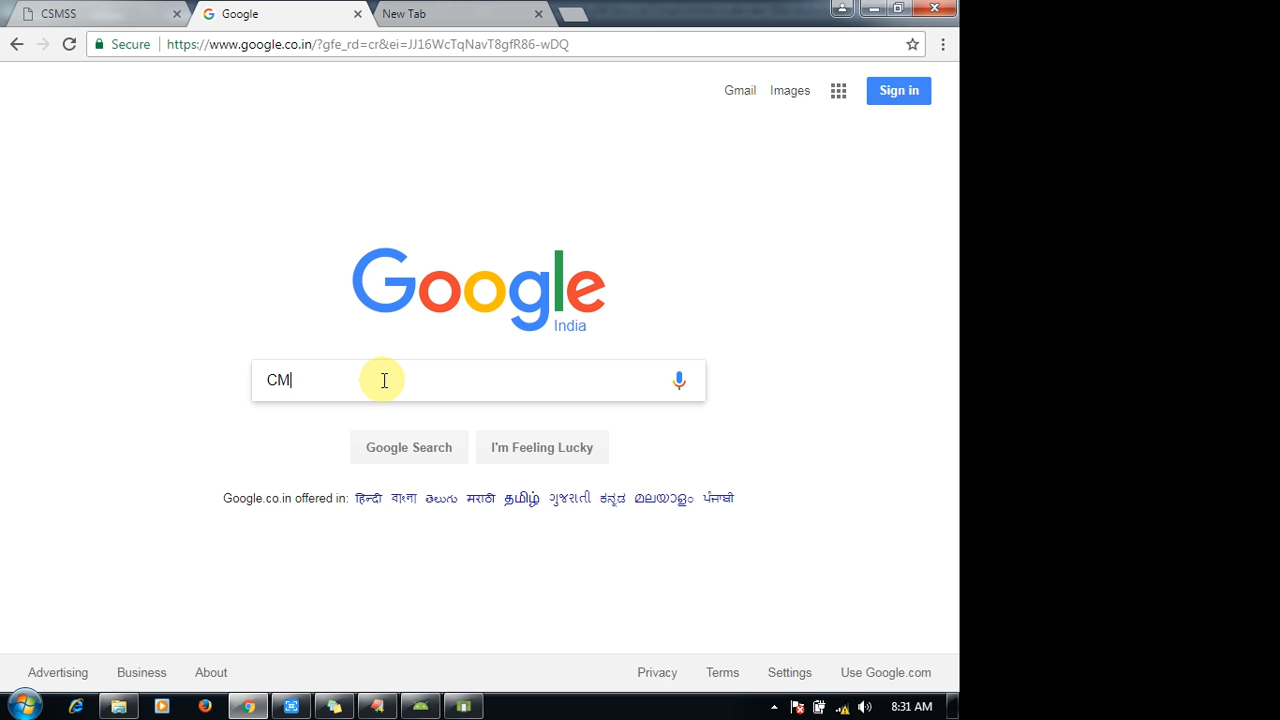 CSMSS
Google
New Tab
Secure
https://www.google.co.in/?gfe_rd=cr&ei=JJ16WcTqNavT8gfR86-wDQ
Gmail Images Sign in
Google
India
CM
Google Search I'm Feeling Lucky
Google.co.in offered in: हिन्दी বাংলা తెలుగు मराठी தமிழ் ગુજરાતી ಕನ್ನಡ മലയാളം ਪੰਜਾਬੀ
Advertising Business About Privacy Terms Settings Use Google.com
8:31 AM